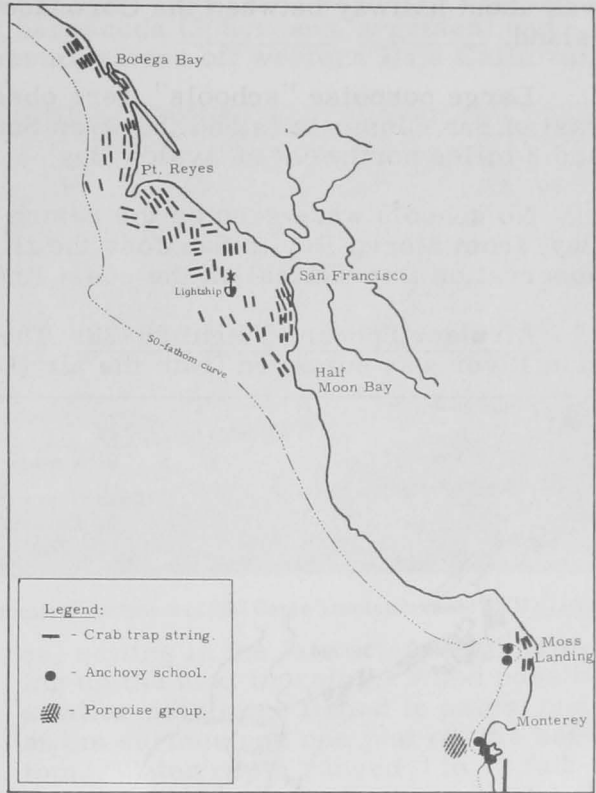 Bodega Bay
Pt. Reyes
San Francisco
Lightship
50-fathom curve
Half
Moon Bay
Legend:
- Crab trap string.
- Anchovy school.
- Porpoise group.
Moss
Landing
Monterey